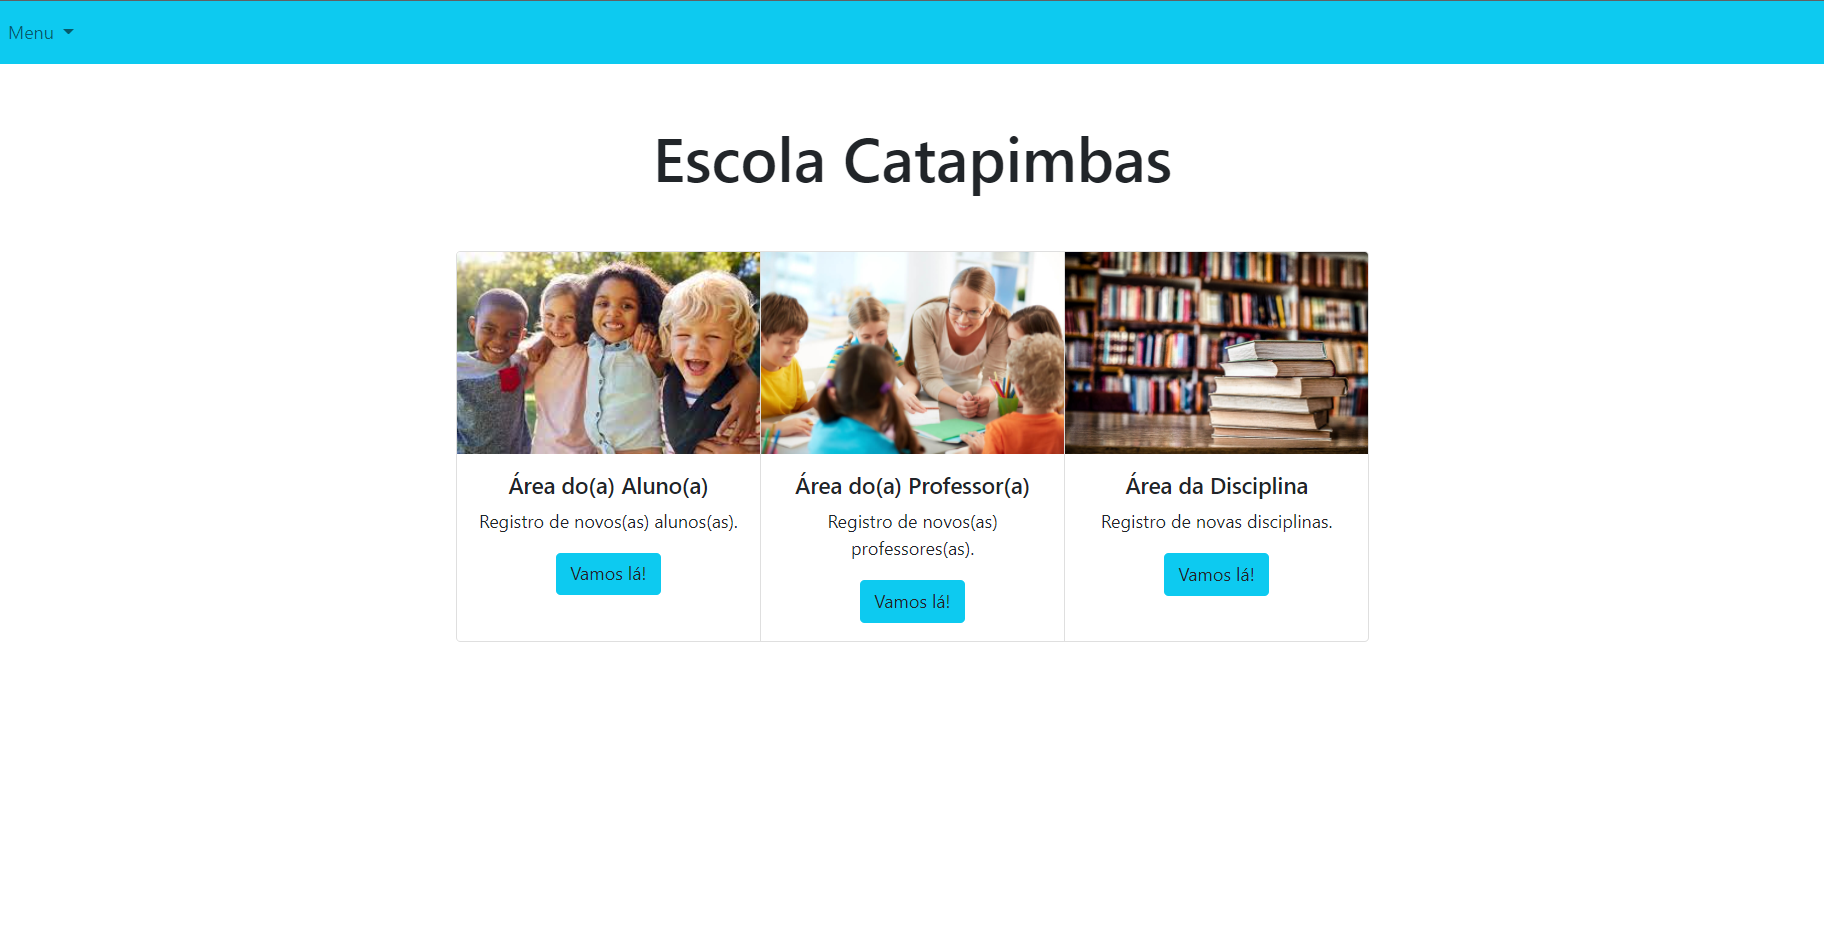 Menu
Escola Catapimbas
Área do(a) Aluno(a)
Registro de novos(as) alunos(as).
Vamos lá!
Área do(a) Professor(a)
Registro de novos(as)
professores(as).
Vamos lá!
Área da Disciplina
Registro de novas disciplinas.
Vamos lá!